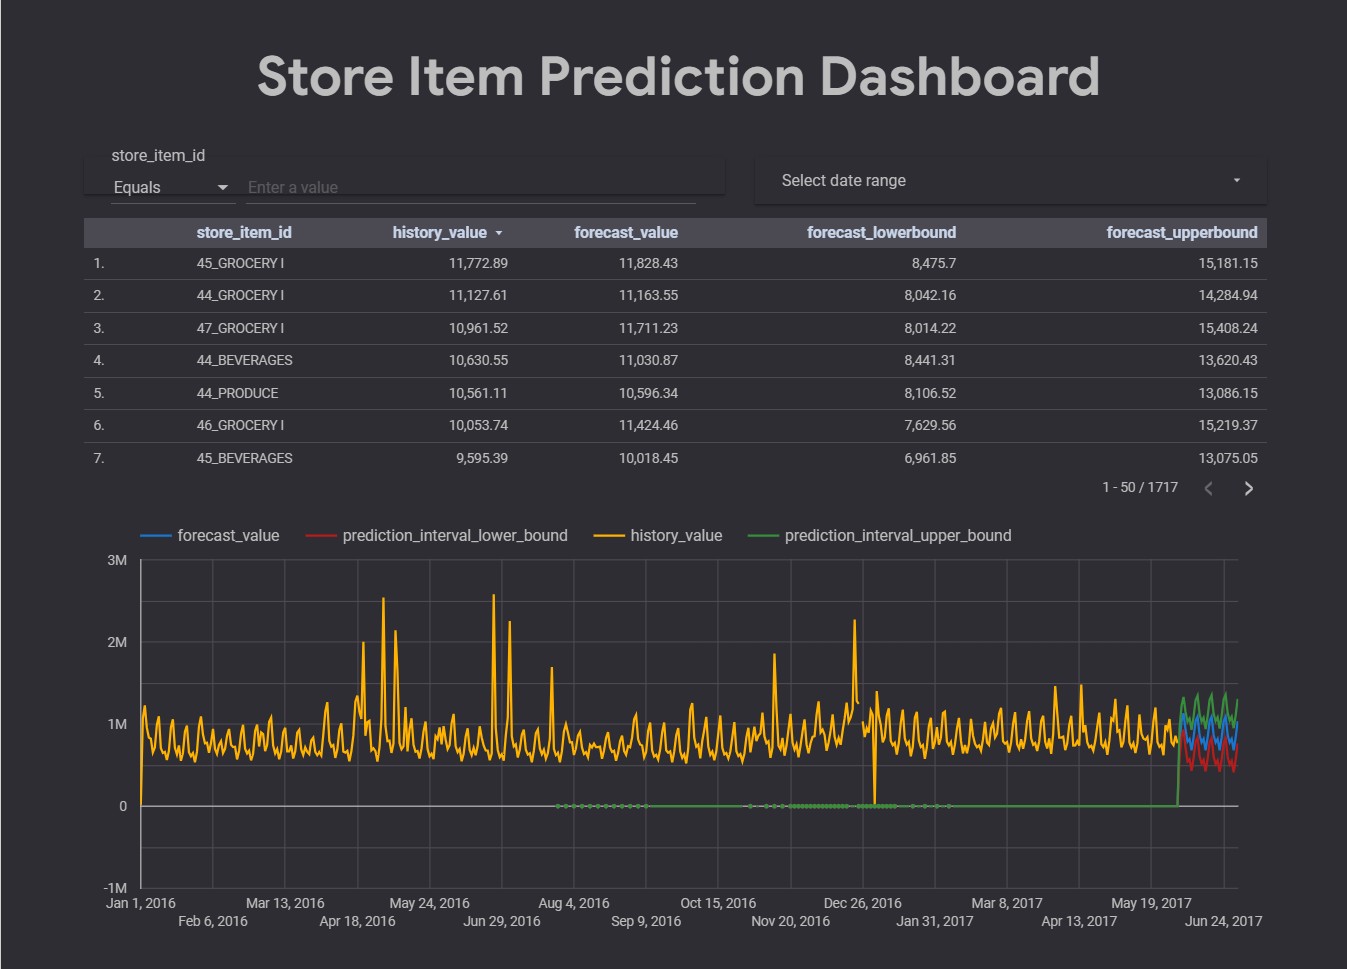 Store Item Prediction Dashboard
store_item_id
Equals Enter a value
Select date range
store_item_id history_value forecast_value forecast_lowerbound forecast_upperbound
1. 45_GROCERY I 11,772.89 11,828.43 8,475.7 15,181.15
2. 44_GROCERY I 11,127.61 11,163.55 8,042.16 14,284.94
3. 47_GROCERY I 10,961.52 11,711.23 8,014.22 15,408.24
4. 44_BEVERAGES 10,630.55 11,030.87 8,441.31 13,620.43
5. 44_PRODUCE 10,561.11 10,596.34 8,106.52 13,086.15
6. 46_GROCERY I 10,053.74 11,424.46 7,629.56 15,219.37
7. 45_BEVERAGES 9,595.39 10,018.45 6,961.85 13,075.05
1 - 50 / 1717
forecast_value prediction_interval_lower_bound history_value prediction_interval_upper_bound
3M
2M
1M
0
-1M
Jan 1, 2016 Mar 13, 2016 May 24, 2016 Aug 4, 2016 Oct 15, 2016 Dec 26, 2016 Mar 8, 2017 May 19, 2017
Feb 6, 2016 Apr 18, 2016 Jun 29, 2016 Sep 9, 2016 Nov 20, 2016 Jan 31, 2017 Apr 13, 2017 Jun 24, 2017